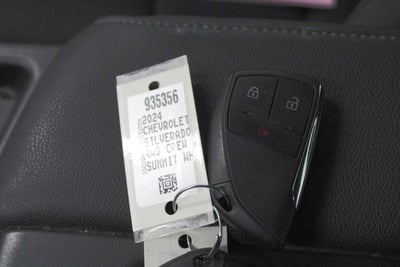 935356
2024
CHEVROLET
SILVERADO
CREW
SUMMIT WH